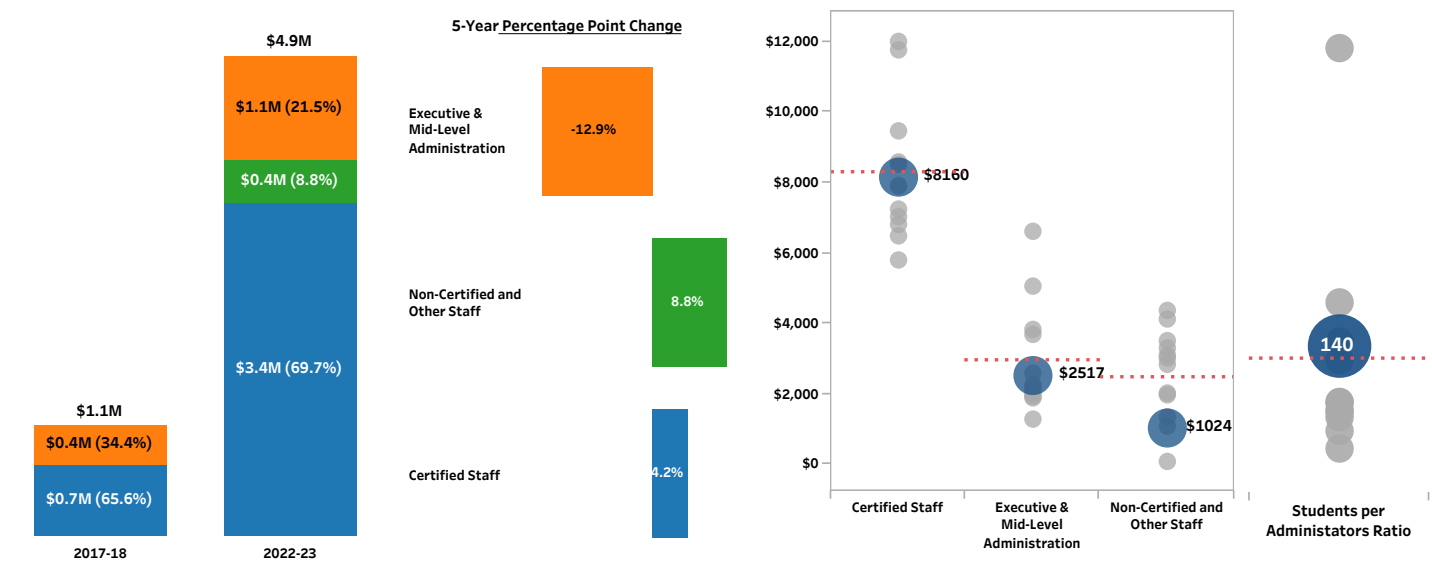 $4.9M
$1.1M (21.5%)
$0.4M (8.8%)
$3.4M (69.7%)
$1.1M
$0.4M (34.4%)
$0.7M (65.6%)
2017-18
2022-23
5-Year Percentage Point Change
Executive &
Mid-Level
Administration
-12.9%
Non-Certified and
Other Staff
8.8%
Certified Staff
4.2%
$12,000
$10,000
$8,000
$6,000
$4,000
$2,000
$0
$8160
$2517
$1024
Certified Staff
Executive &
Mid-Level
Administration
Non-Certified and
Other Staff
140
Students per
Administators Ratio